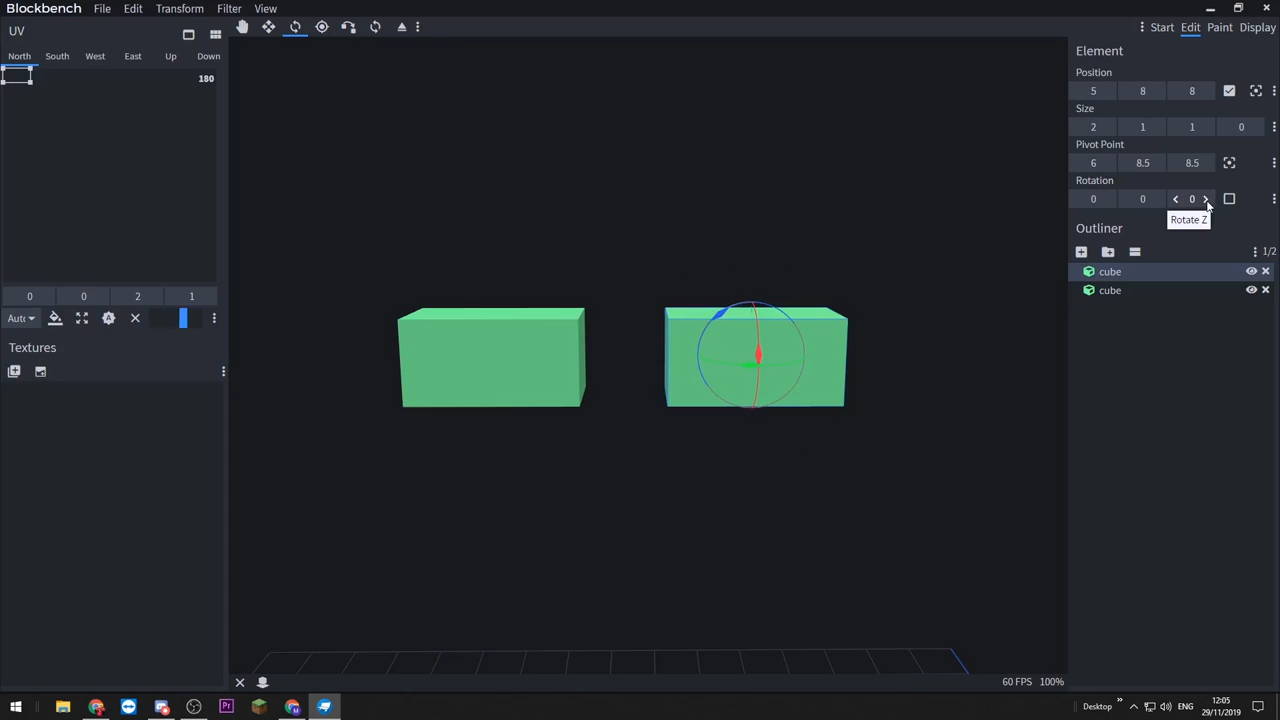 Blockbench File Edit Transform Filter View
UV
North South West East Up Down
180
0 0 2 1
Textures
Start Edit Paint Display
Element
Position
5 8 8
Size
2 1 1 0
Pivot Point
6 8.5 8.5
Rotation
0 0 0
Rotate Z
Outliner
1/2
cube
cube
60 FPS 100%
Desktop ENG 12:05
29/11/2019